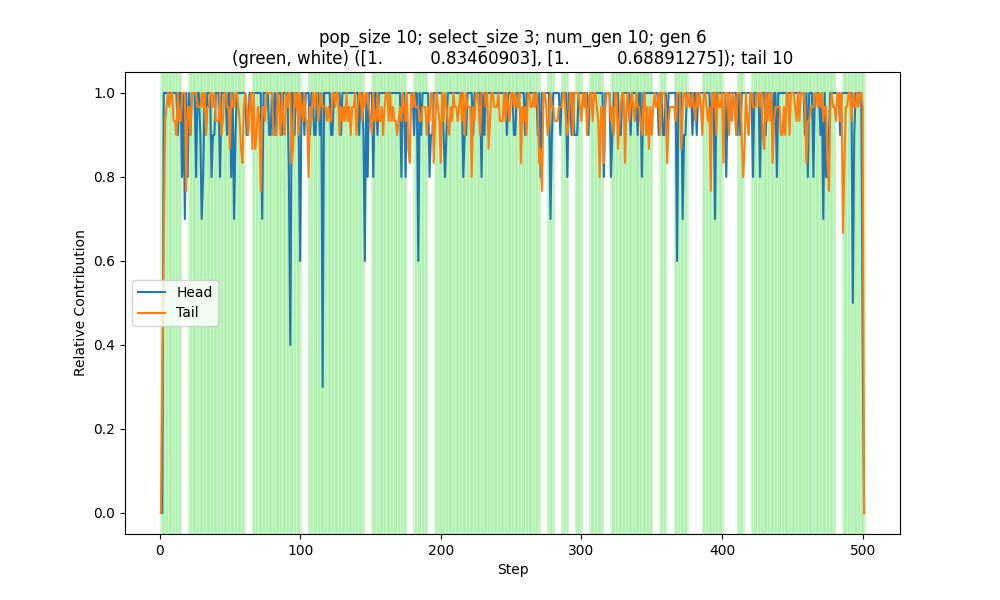 pop_size 10; select_size 3; num_gen 10; gen 6
(green, white) ([1.          0.83460903], [1.          0.68891275]); tail 10
1.0
0.8
0.6
0.4
0.2
0.0
Relative Contribution
Head
Tail
0
100
200
300
400
500
Step